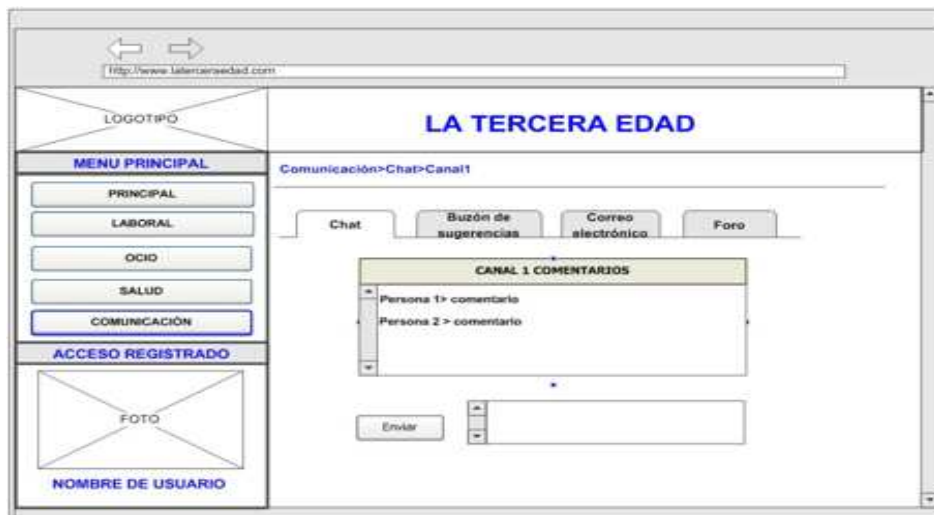 http://www.laterceraedad.com
LOGOTIPO
LA TERCERA EDAD
MENU PRINCIPAL
PRINCIPAL
LABORAL
OCIO
SALUD
COMUNICACIÓN
ACCESO REGISTRADO
FOTO
NOMBRE DE USUARIO
Comunicación>Chat>Canal1
Chat
Buzón de
sugerencias
Correo
electrónico
Foro
CANAL 1 COMENTARIOS
Persona 1> comentario
Persona 2 > comentario
Enviar